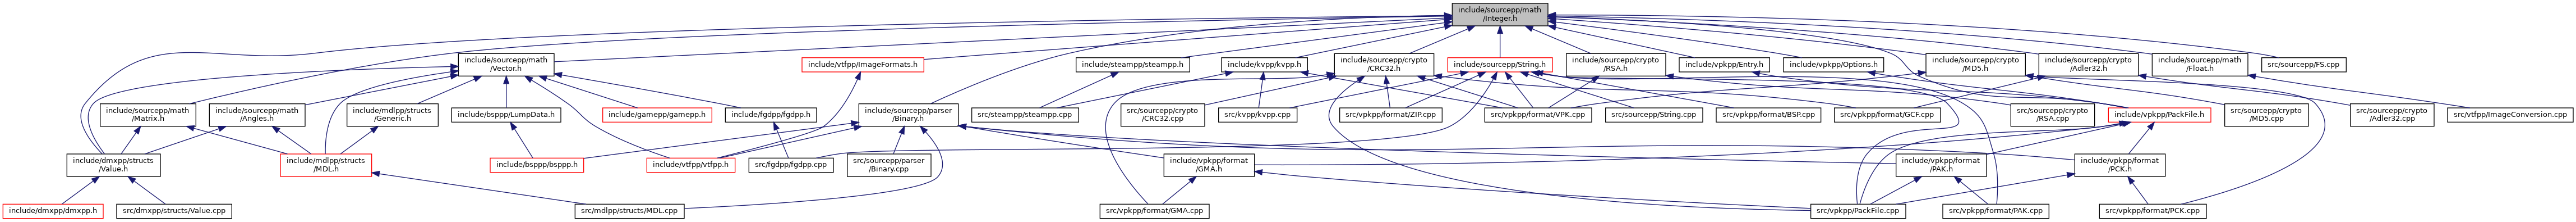 include/sourcepp/math
/Integer.h
include/sourcepp/math
/Vector.h
include/vtfpp/ImageFormats.h
include/steampp/steampp.h
include/kvpp/kvpp.h
include/sourcepp/crypto
/CRC32.h
include/sourcepp/String.h
include/sourcepp/crypto
/RSA.h
include/vpkpp/Entry.h
include/vpkpp/Options.h
include/sourcepp/crypto
/MD5.h
include/sourcepp/crypto
/Adler32.h
include/sourcepp/math
/Float.h
src/sourcepp/FS.cpp
include/sourcepp/math
/Matrix.h
include/sourcepp/math
/Angles.h
include/mdlpp/structs
/Generic.h
include/bsppp/LumpData.h
include/gamepp/gamepp.h
include/fgdpp/fgdpp.h
include/sourcepp/parser
/Binary.h
src/steampp/steampp.cpp
src/sourcepp/crypto
/CRC32.cpp
src/kvpp/kvpp.cpp
src/vpkpp/format/ZIP.cpp
src/vpkpp/format/VPK.cpp
src/sourcepp/String.cpp
src/vpkpp/format/BSP.cpp
src/vpkpp/format/GCF.cpp
src/sourcepp/crypto
/RSA.cpp
include/vpkpp/PackFile.h
src/sourcepp/crypto
/MD5.cpp
src/sourcepp/crypto
/Adler32.cpp
src/vtfpp/ImageConversion.cpp
include/dmxpp/structs
/Value.h
include/mdlpp/structs
/MDL.h
include/bsppp/bsppp.h
include/vtfpp/vtfpp.h
src/fgdpp/fgdpp.cpp
src/sourcepp/parser
/Binary.cpp
include/vpkpp/format
/GMA.h
include/vpkpp/format
/PAK.h
include/vpkpp/format
/PCK.h
include/dmxpp/dmxpp.h
src/dmxpp/structs/Value.cpp
src/mdlpp/structs/MDL.cpp
src/vpkpp/format/GMA.cpp
src/vpkpp/PackFile.cpp
src/vpkpp/format/PAK.cpp
src/vpkpp/format/PCK.cpp